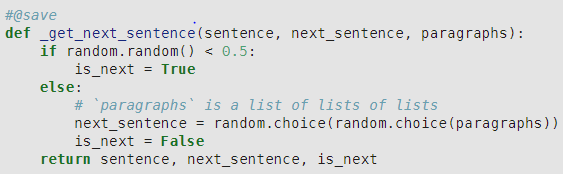 #@save
def _get_next_sentence(sentence, next_sentence, paragraphs):
    if random.random() < 0.5:
        is_next = True
    else:
        # `paragraphs` is a list of lists of lists
        next_sentence = random.choice(random.choice(paragraphs))
        is_next = False
    return sentence, next_sentence, is_next